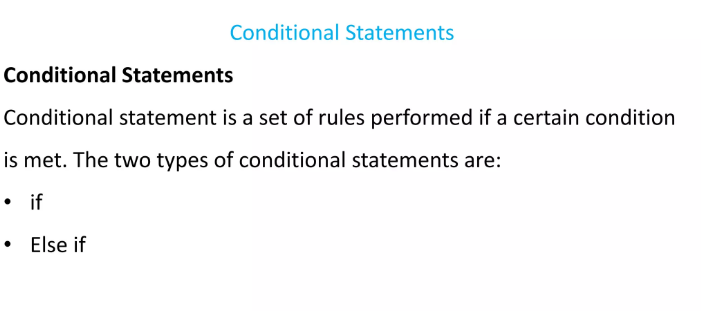 Conditional Statements
Conditional Statements
Conditional statement is a set of rules performed if a certain condition
is met. The two types of conditional statements are:
• if
• Else if